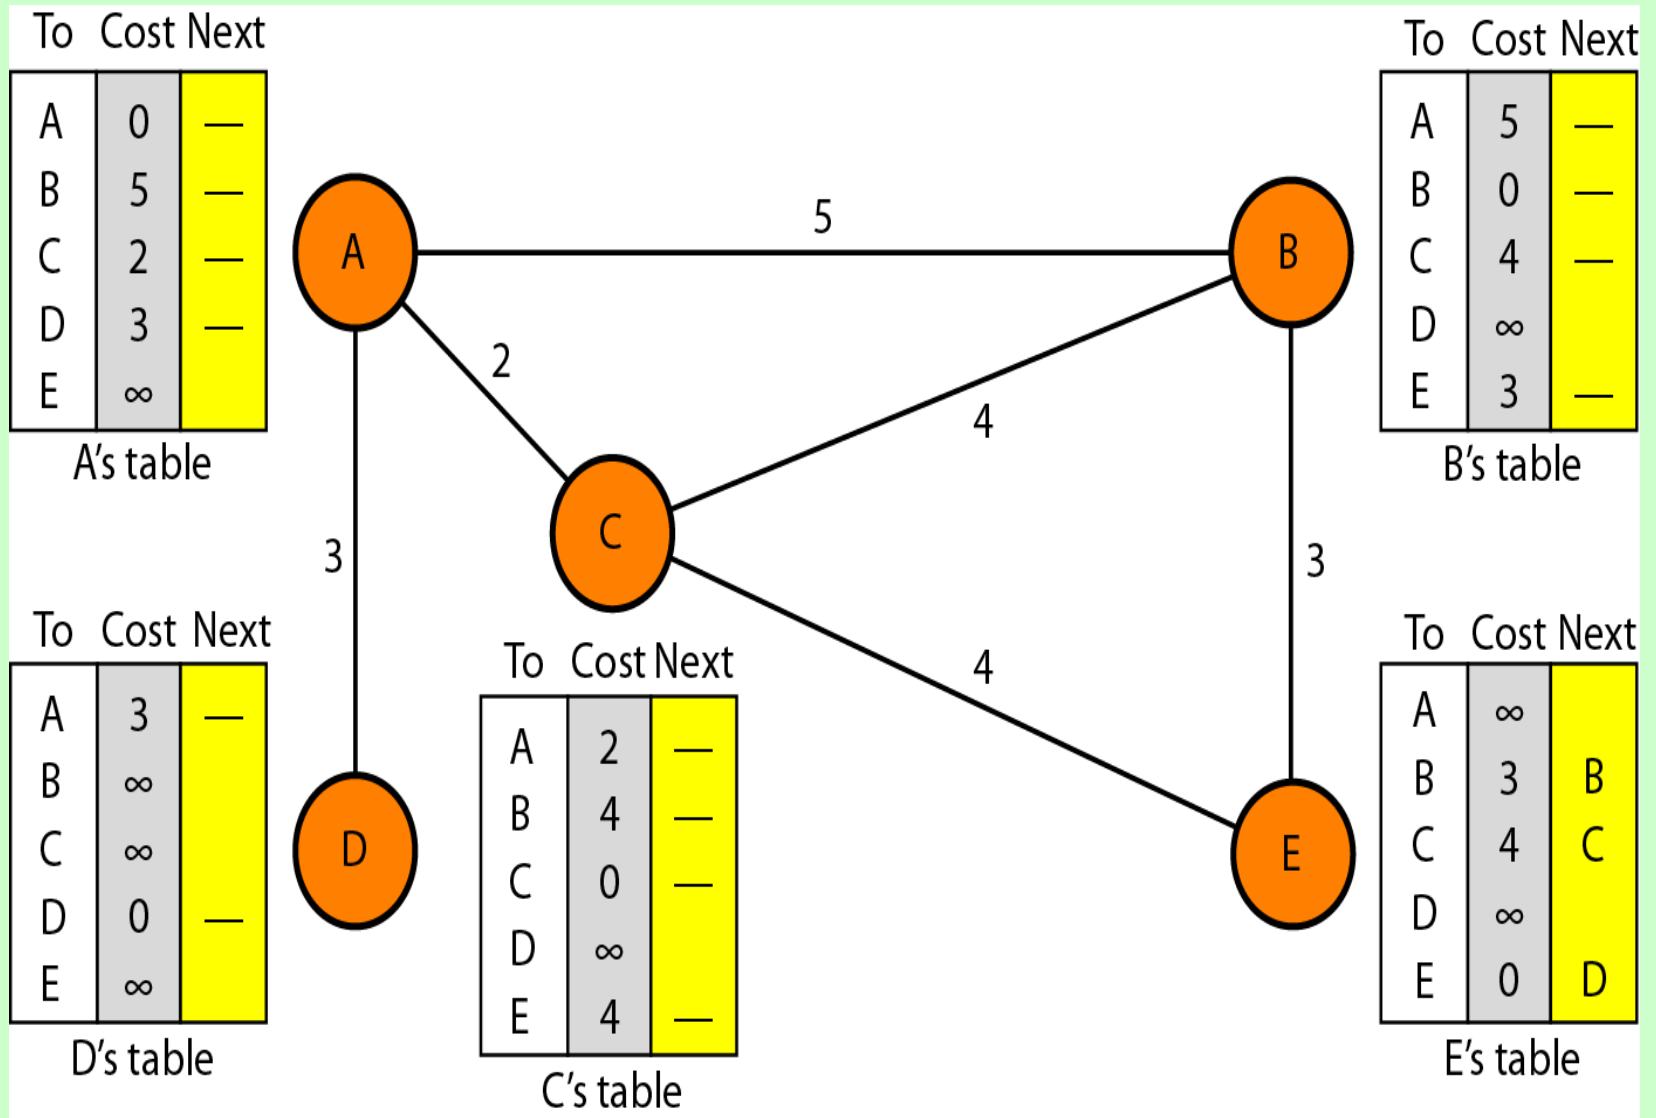 To Cost Next
A 0 —
B 5 —
C 2 —
D 3 —
E ∞
A's table
To Cost Next
A 5 —
B 0 —
C 4 —
D ∞
E 3 —
B's table
A
B
C
D
E
5
2
4
3
3
4
To Cost Next
A 3 —
B ∞
C ∞
D 0 —
E ∞
D's table
To Cost Next
A 2 —
B 4 —
C 0 —
D ∞
E 4 —
C's table
To Cost Next
A ∞
B 3 B
C 4 C
D ∞
E 0 D
E's table